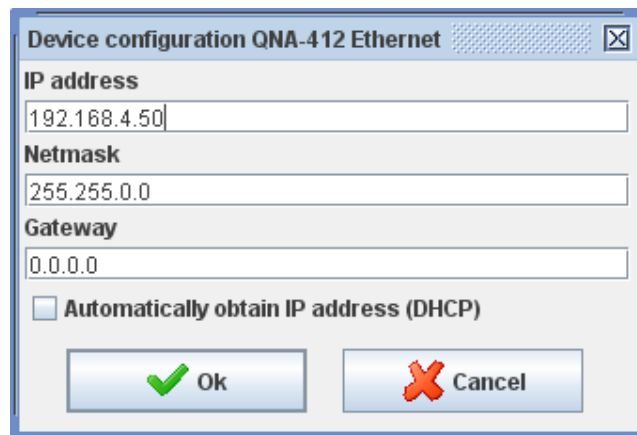 Device configuration QNA-412 Ethernet
IP address
192.168.4.50
Netmask
255.255.0.0
Gateway
0.0.0.0
Automatically obtain IP address (DHCP)
Ok Cancel